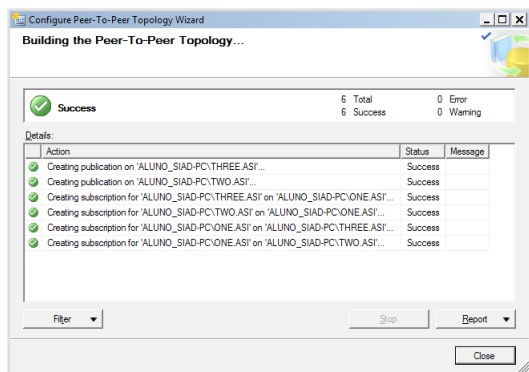 Configure Peer-To-Peer Topology Wizard
Building the Peer-To-Peer Topology...
Success
6 Total 0 Error
6 Success 0 Warning
Details:
Action Status Message
Creating publication on 'ALUNO_SIAD-PC\THREE.ASI'... Success
Creating publication on 'ALUNO_SIAD-PC\TWO.ASI'... Success
Creating subscription for 'ALUNO_SIAD-PC\THREE.ASI' on 'ALUNO_SIAD-PC\ONE.ASI'... Success
Creating subscription for 'ALUNO_SIAD-PC\TWO.ASI' on 'ALUNO_SIAD-PC\ONE.ASI'... Success
Creating subscription for 'ALUNO_SIAD-PC\ONE.ASI' on 'ALUNO_SIAD-PC\THREE.ASI'... Success
Creating subscription for 'ALUNO_SIAD-PC\ONE.ASI' on 'ALUNO_SIAD-PC\TWO.ASI'... Success
Filter Stop Report
Close